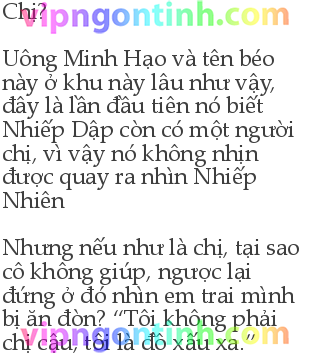 vipngontinh.com
Chị?
Uông Minh Hạo và tên béo
này ở khu này lâu như vậy,
đây là lần đầu tiên nó biết
Nhiếp Dập còn có một người
chị, vì vậy nó không nhịn
được quay ra nhìn Nhiếp
Nhiên
Nhưng nếu như là chị, tại sao
cô không giúp, ngược lại
đứng ở đó nhìn em trai mình
bị ăn đòn? “Tôi không phải
chị cậu, tôi là đồ xấu xa.”
vipngontinh.com